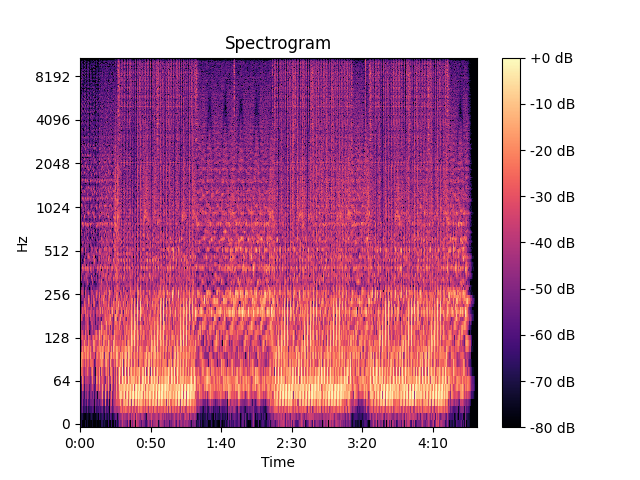 Spectrogram
8192
4096
2048
1024
512
256
128
64
0
Hz
0:00 0:50 1:40 2:30 3:20 4:10
Time
+0 dB
-10 dB
-20 dB
-30 dB
-40 dB
-50 dB
-60 dB
-70 dB
-80 dB